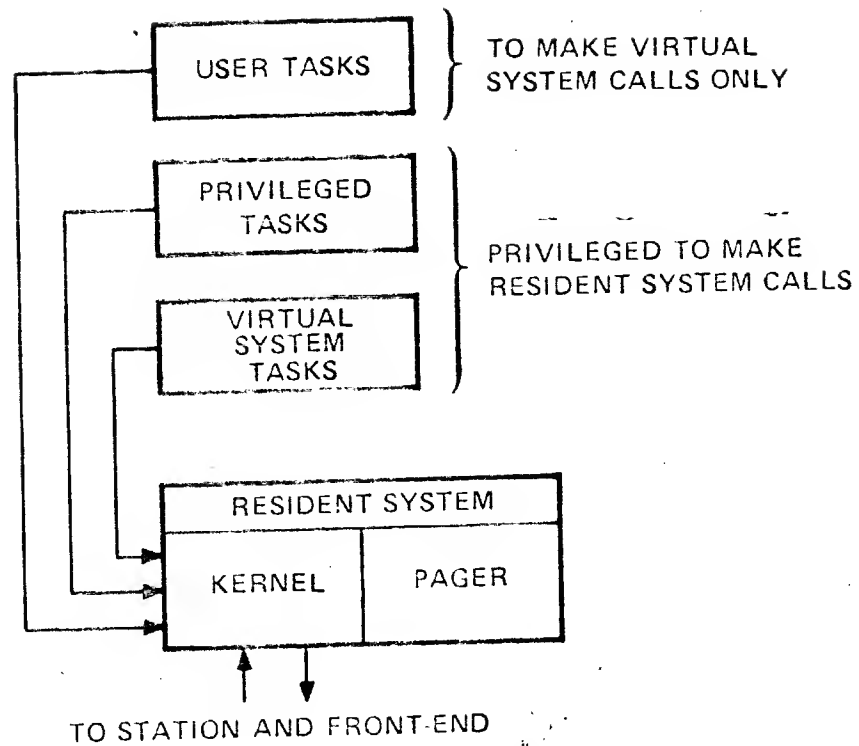 USER TASKS
TO MAKE VIRTUAL
SYSTEM CALLS ONLY
PRIVILEGED
TASKS
VIRTUAL
SYSTEM
TASKS
PRIVILEGED TO MAKE
RESIDENT SYSTEM CALLS
RESIDENT SYSTEM
KERNEL
PAGER
TO STATION AND FRONT-END